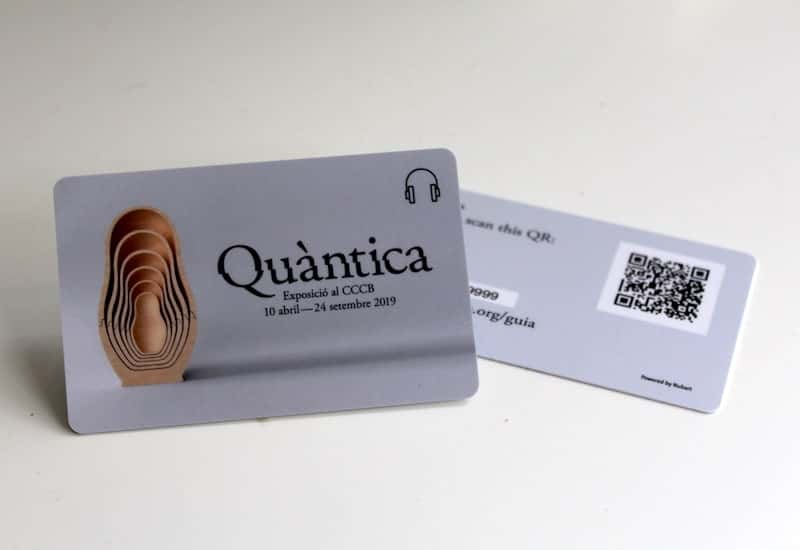 Quàntica
Exposició al CCCB
10 abril—24 setembre 2019
scan this QR:
9999
.org/guia
Powered by Nubart